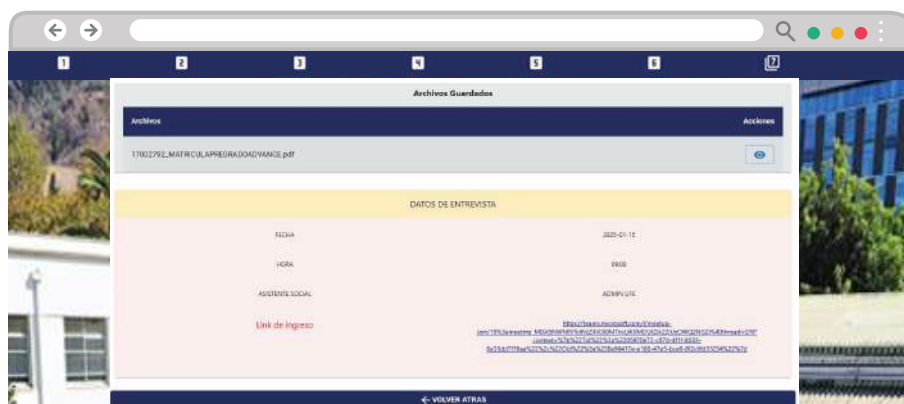 1 2 3 4 5 6 7
Archivos Guardados
Archivos Acciones
17002792_MATRICULAPREGRADOADVANCE.pdf
DATOS DE ENTREVISTA
FECHA 2025-01-15
HORA 09:00
ASISTENTE SOCIAL ADMIN UFE
Link de ingreso
← VOLVER ATRAS